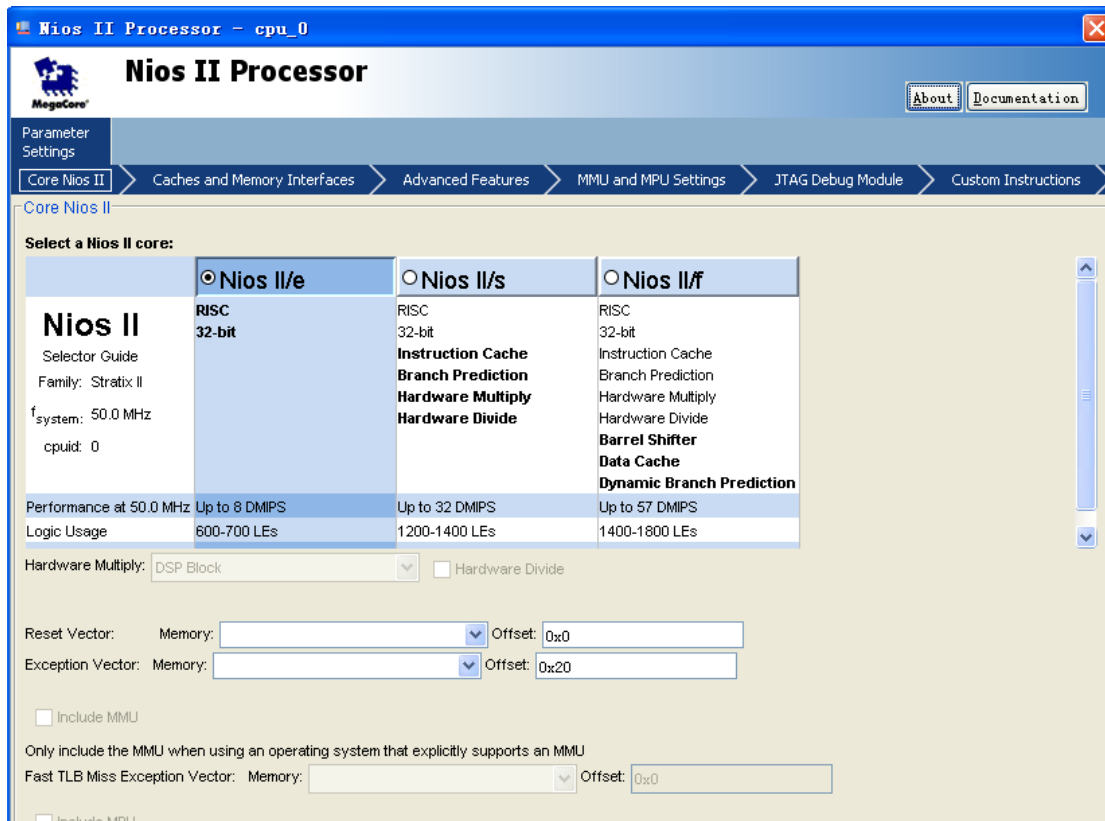 Nios II Processor - cpu_0
MegaCore®
Nios II Processor
About
Documentation
Parameter
Settings
Core Nios II
Caches and Memory Interfaces
Advanced Features
MMU and MPU Settings
JTAG Debug Module
Custom Instructions
Core Nios II
Select a Nios II core:
Nios II/e
Nios II/s
Nios II/f
Nios II
Selector Guide
Family: Stratix II
fsystem: 50.0 MHz
cpuid: 0
RISC
32-bit
RISC
32-bit
Instruction Cache
Branch Prediction
Hardware Multiply
Hardware Divide
RISC
32-bit
Instruction Cache
Branch Prediction
Hardware Multiply
Hardware Divide
Barrel Shifter
Data Cache
Dynamic Branch Prediction
Performance at 50.0 MHz Up to 8 DMIPS Up to 32 DMIPS Up to 57 DMIPS
Logic Usage 600-700 LEs 1200-1400 LEs 1400-1800 LEs
Hardware Multiply: DSP Block Hardware Divide
Reset Vector: Memory: Offset: 0x0
Exception Vector: Memory: Offset: 0x20
Include MMU
Only include the MMU when using an operating system that explicitly supports an MMU
Fast TLB Miss Exception Vector: Memory: Offset: 0x0
Include MPU